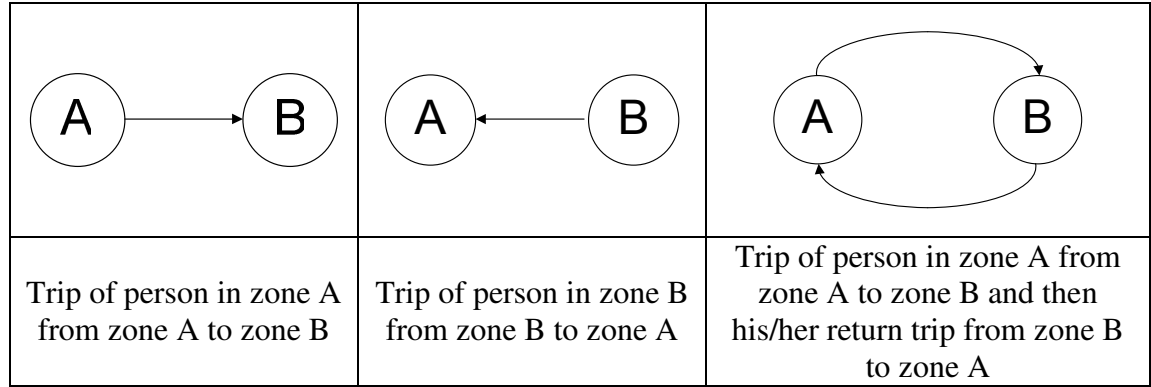 A B
A B
A B
Trip of person in zone A
from zone A to zone B
Trip of person in zone B
from zone B to zone A
Trip of person in zone A from
zone A to zone B and then
his/her return trip from zone B
to zone A